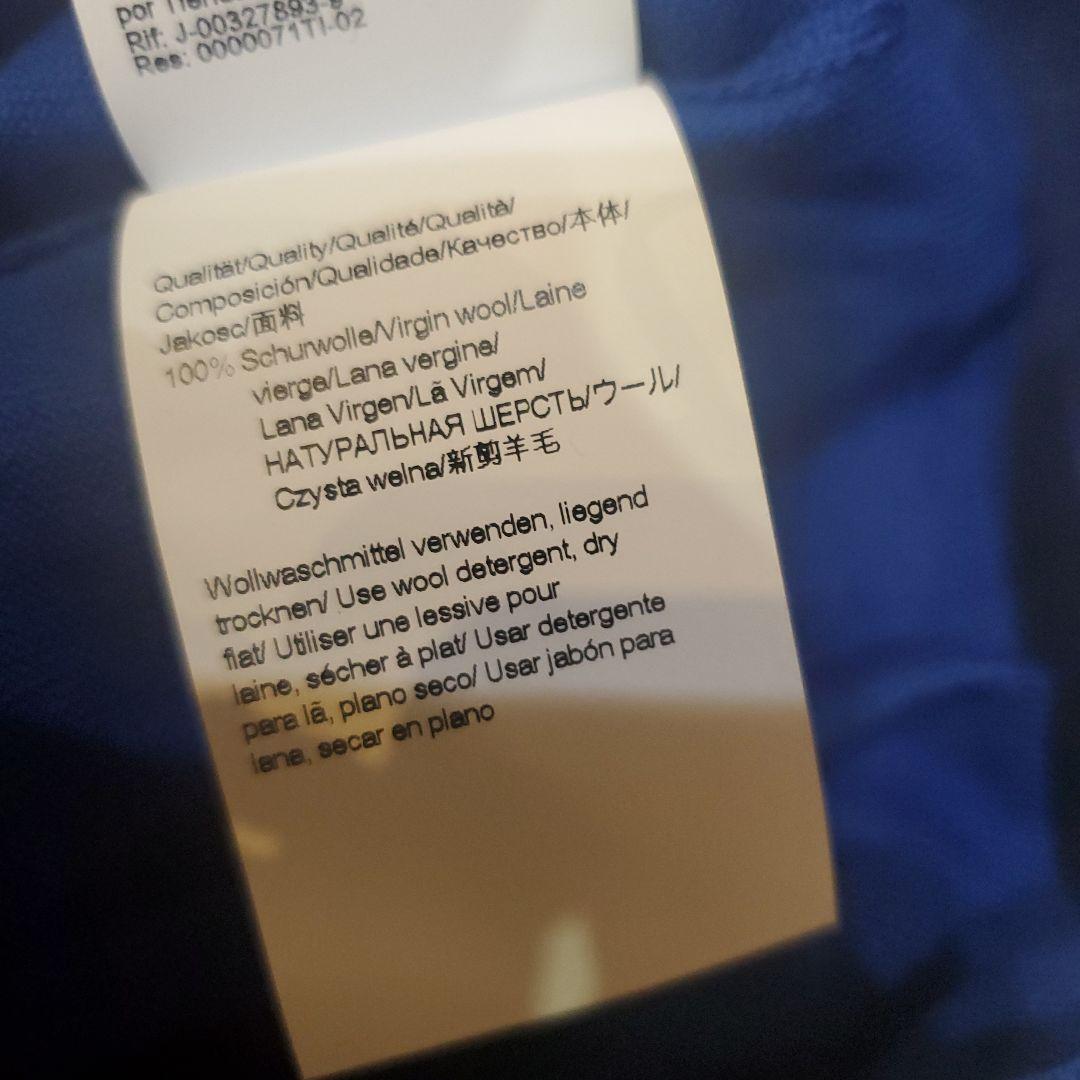 por
Rif: J-00327893-9
Res: 0000071TI-02
Qualität/Quality/Qualité/Qualità/
Composición/Qualidade/Качество/本体/
Jakosc/面料
100% Schurwolle/Virgin wool/Laine
vierge/Lana vergine/
Lana Virgen/Lã Virgem/
НАТУРАЛЬНАЯ ШЕРСТЬ/ウール/
Czysta welna/新剪羊毛
Wollwaschmittel verwenden, liegend
trocknen/ Use wool detergent, dry
flat/ Utiliser une lessive pour
laine, sécher à plat/ Usar detergente
para lã, plano seco/ Usar jabón para
lana, secar en plano